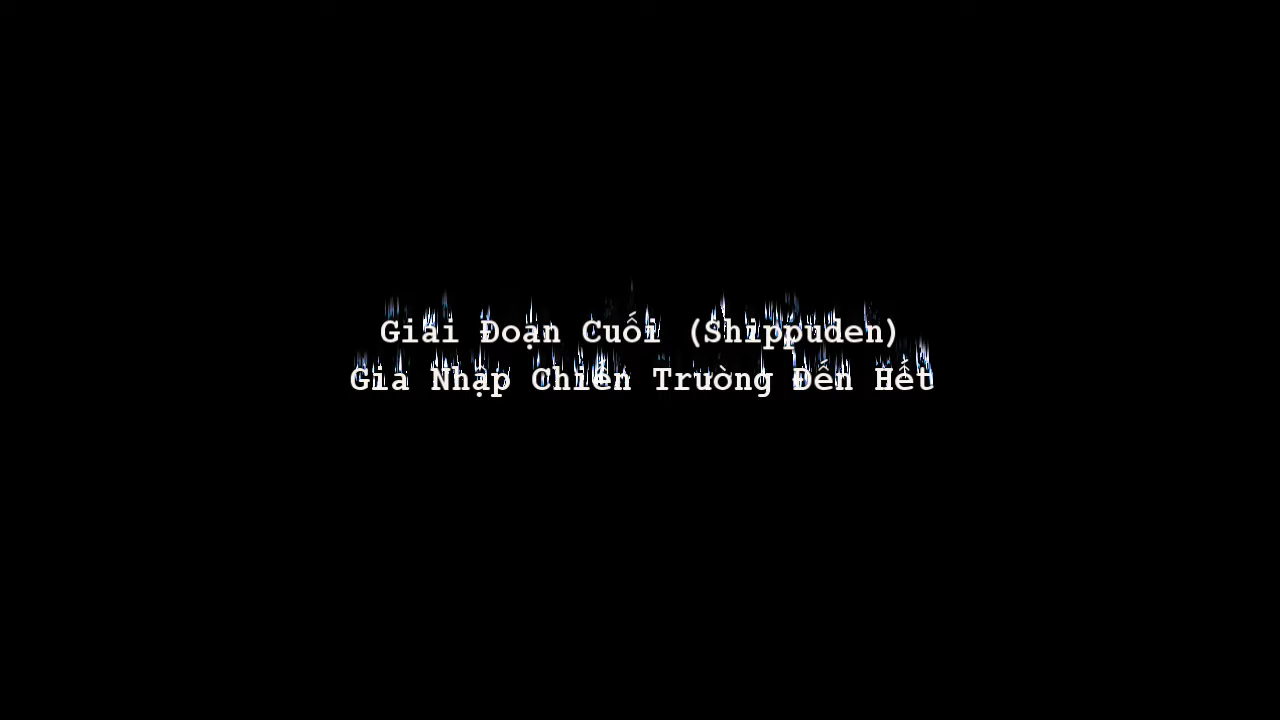 Giai Đoạn Cuối (Shippuden)
Gia Nhập Chiến Trường Đến Hết